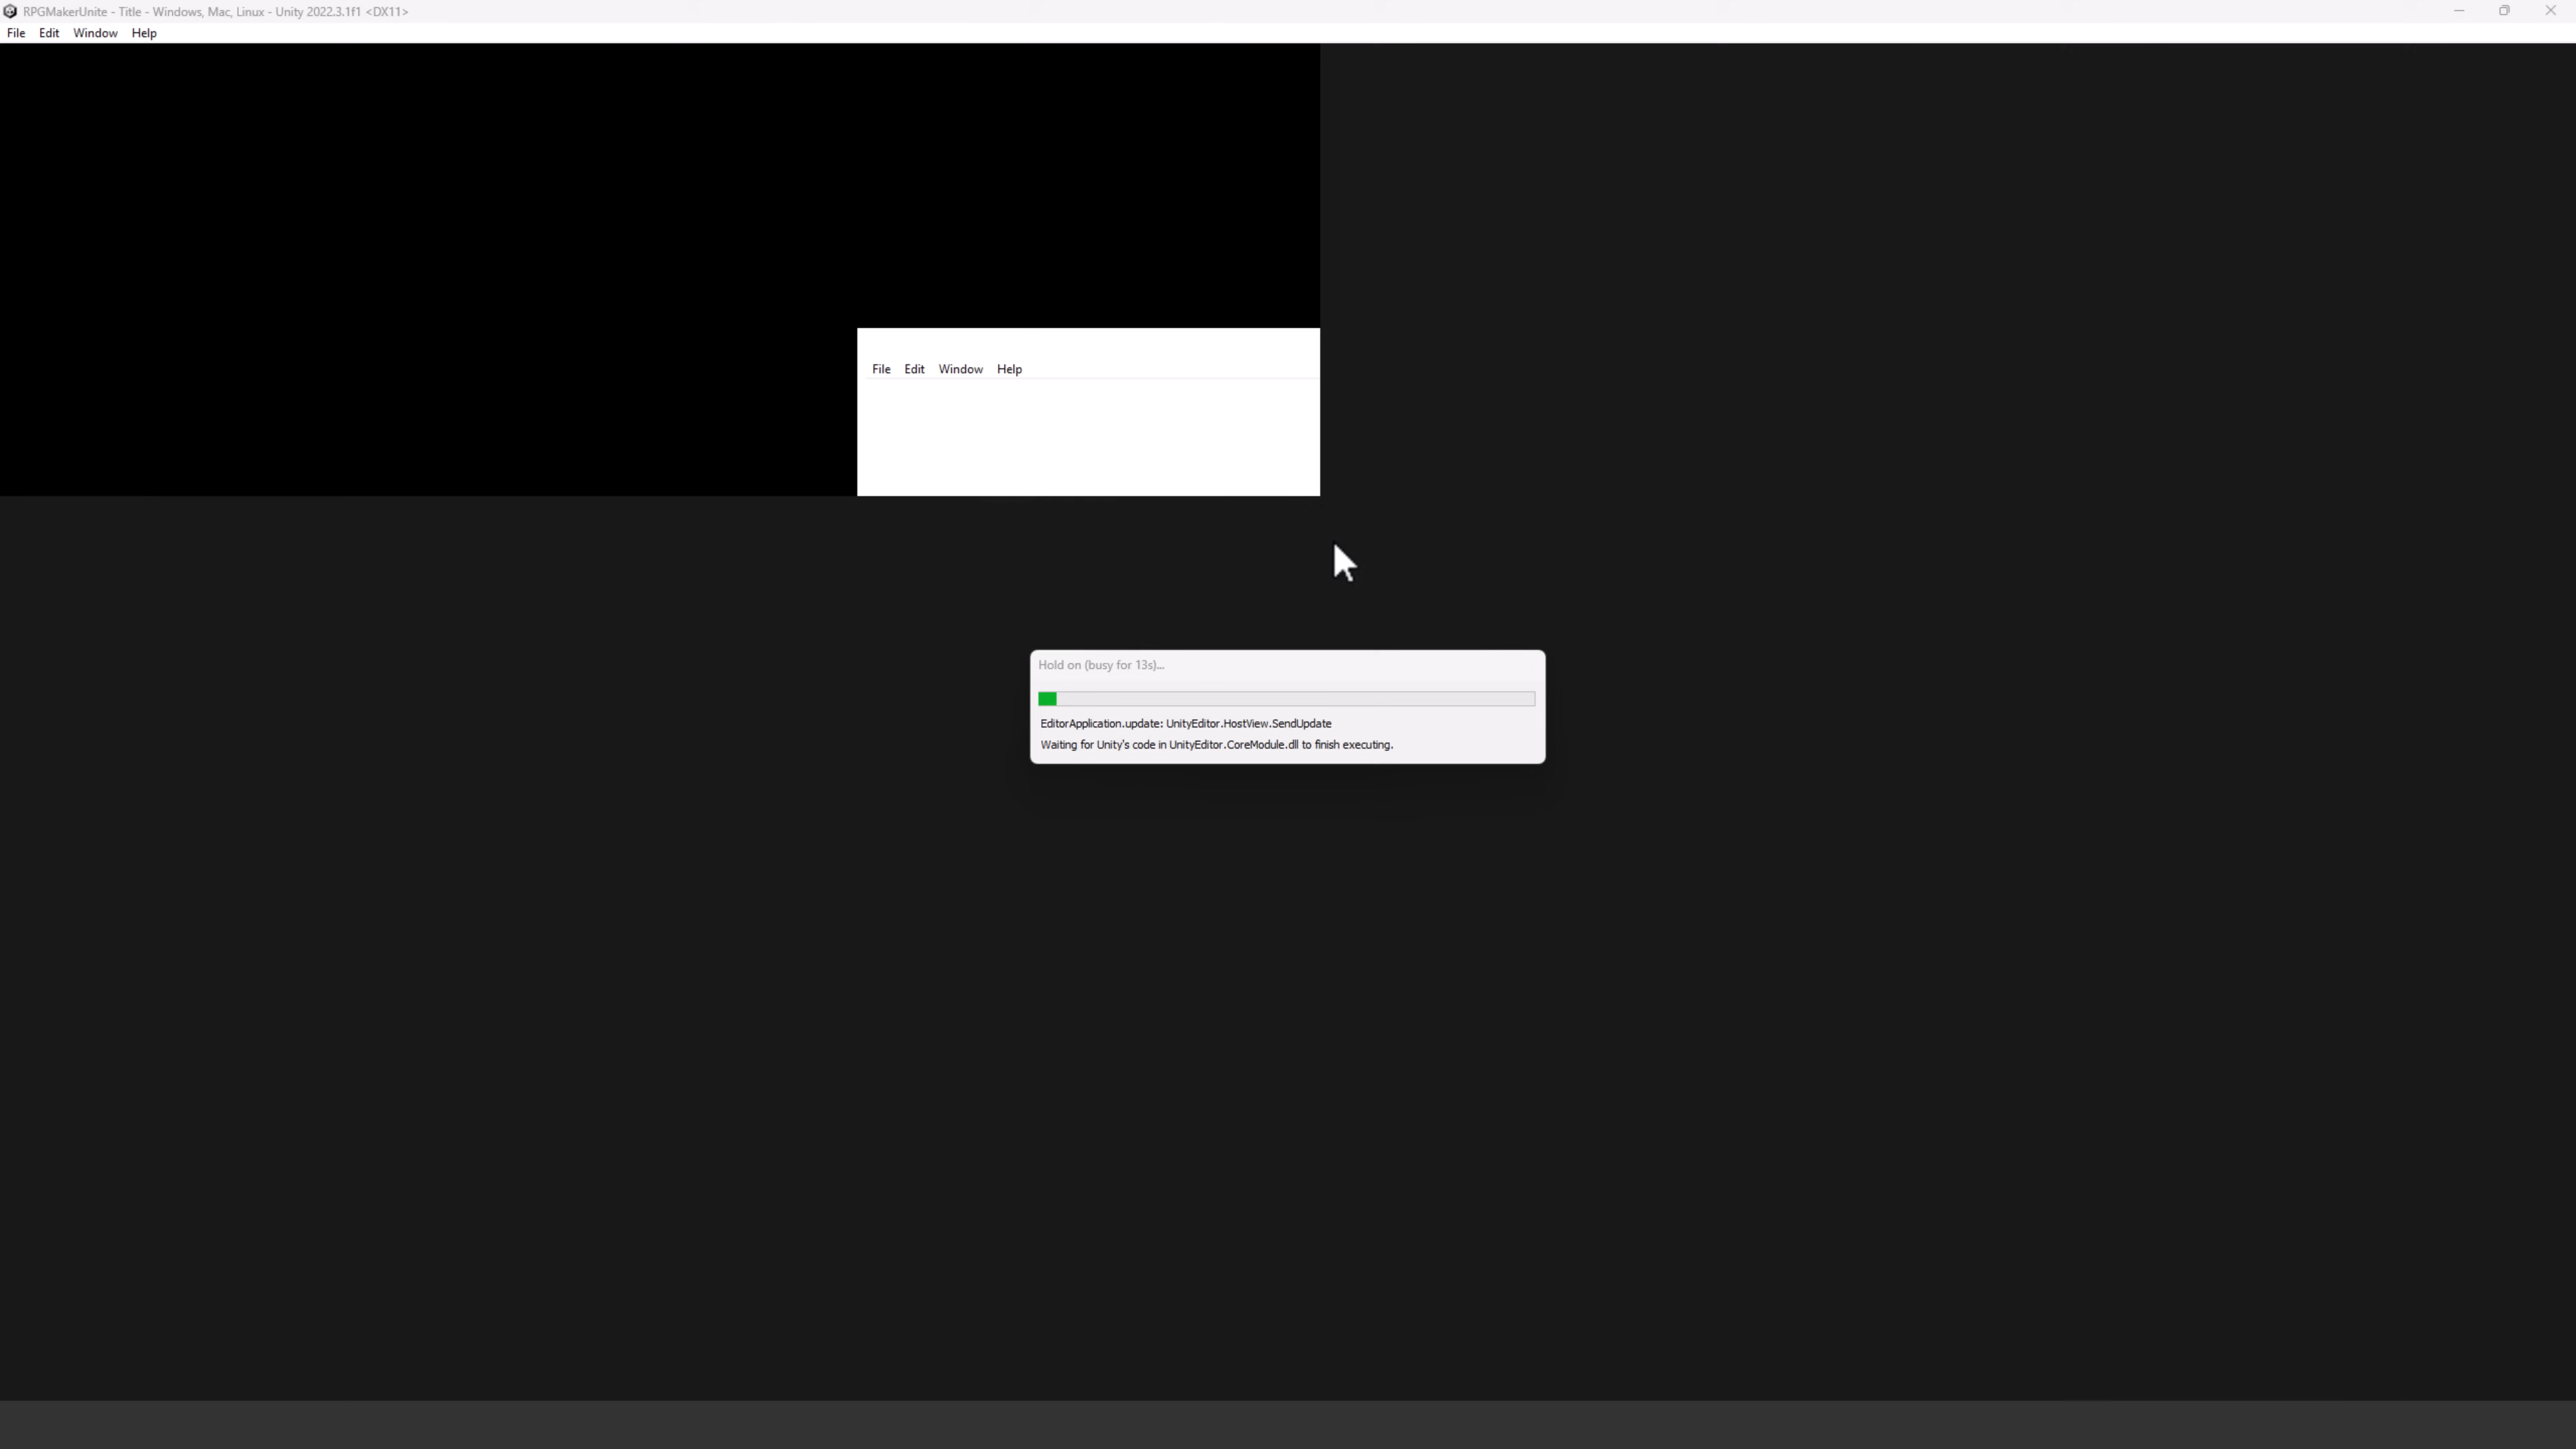 RPGMakerUnite - Title - Windows, Mac, Linux - Unity 2022.3.1f1 <DX11>
File Edit Window Help
File Edit Window Help
Hold on (busy for 13s)...
EditorApplication.update: UnityEditor.HostView.SendUpdate
Waiting for Unity's code in UnityEditor.CoreModule.dll to finish executing.